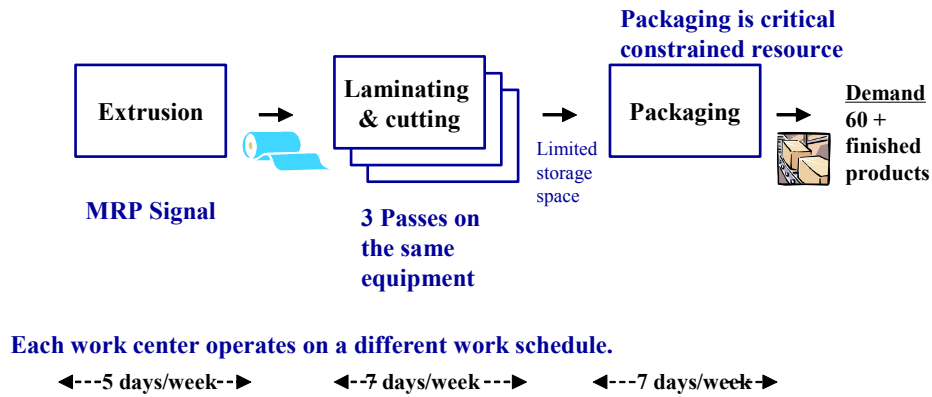 Packaging is critical
constrained resource
Extrusion
Laminating
& cutting
Packaging
Demand
60 +
finished
products
Limited
storage
space
MRP Signal
3 Passes on
the same
equipment
Each work center operates on a different work schedule.
5 days/week
7 days/week
7 days/week